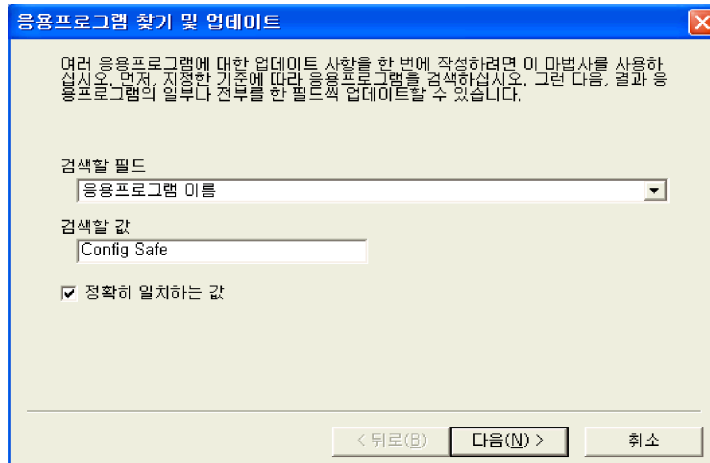 응용프로그램 찾기 및 업데이트
여러 응용프로그램에 대한 업데이트 사항을 한 번에 작성하려면 이 마법사를 사용하
십시오. 먼저, 지정한 기준에 따라 응용프로그램을 검색하십시오. 그런 다음, 결과 응
용프로그램의 일부나 전부를 한 필드씩 업데이트할 수 있습니다.
검색할 필드
응용프로그램 이름
검색할 값
Config Safe
정확히 일치하는 값
< 뒤로(B) 다음(N) > 취소